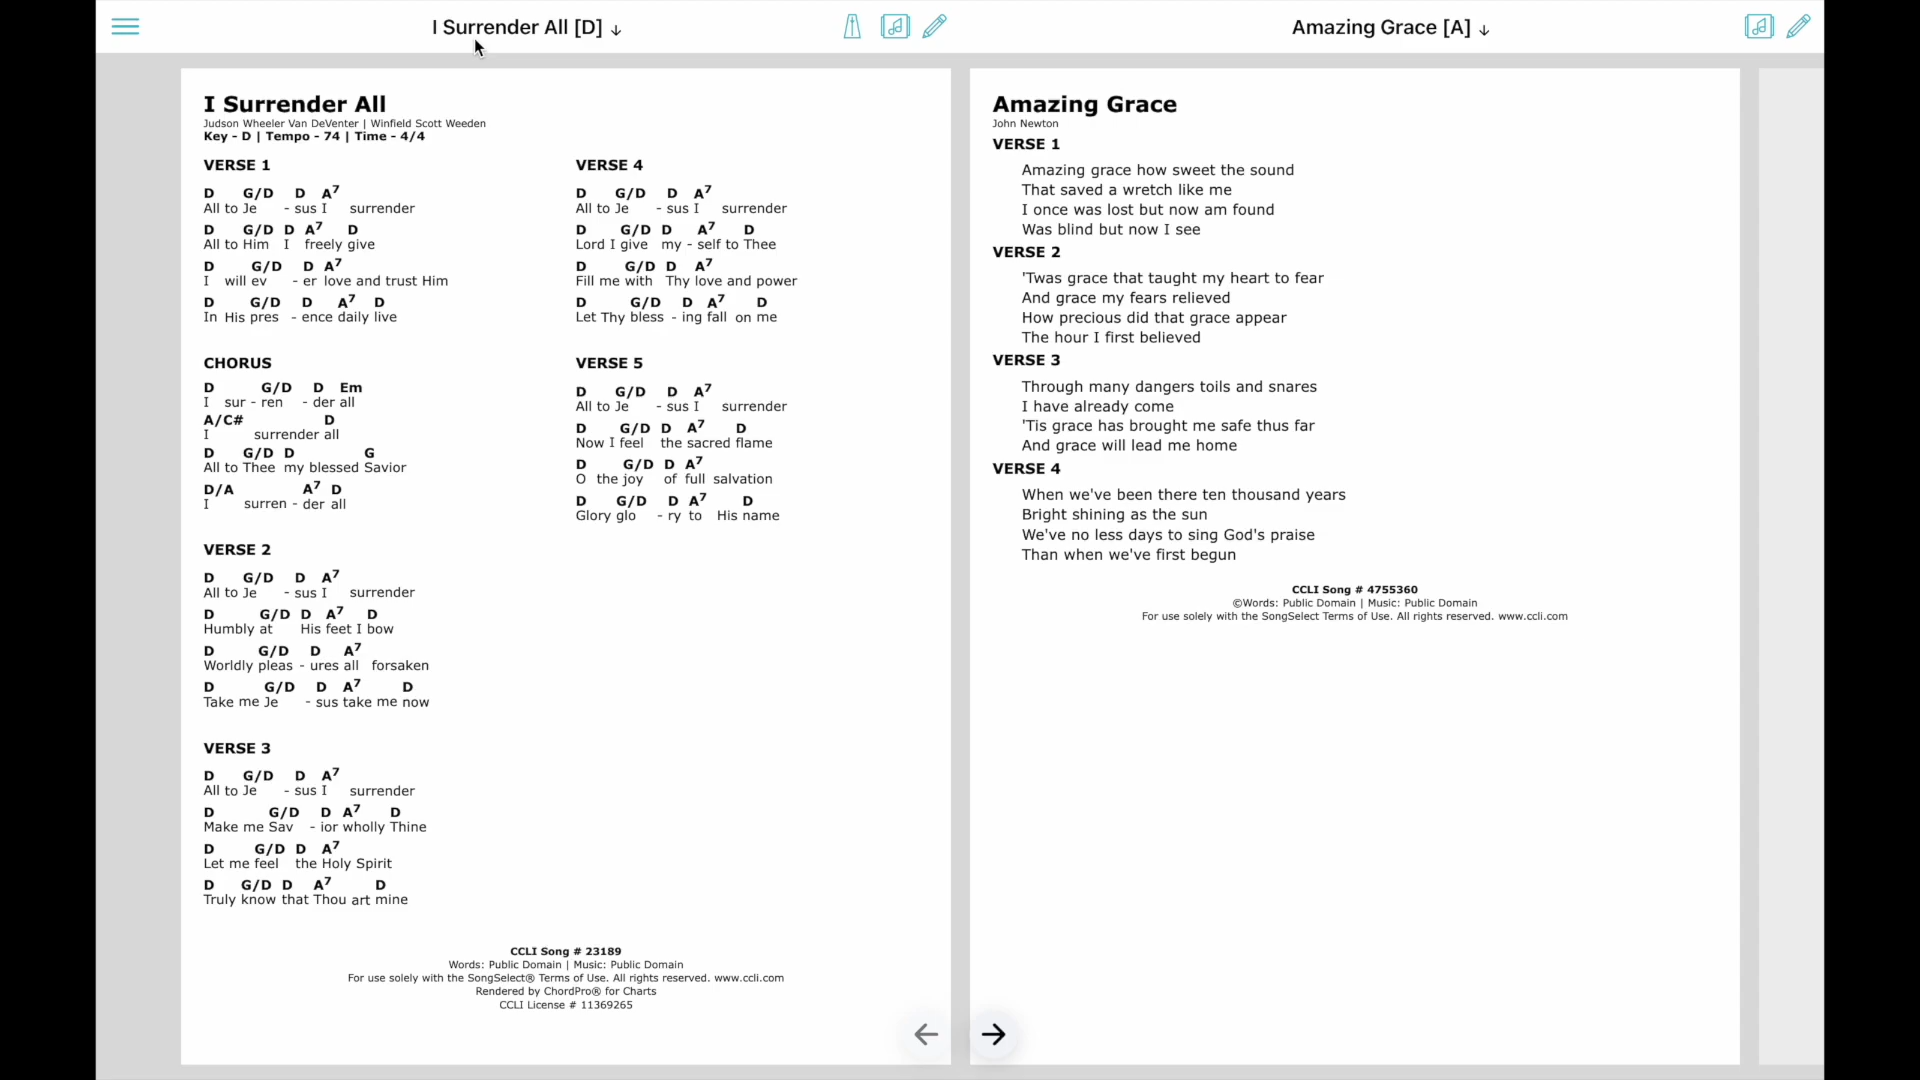 I Surrender All [D] ↓
Amazing Grace [A] ↓
I Surrender All
Judson Wheeler Van DeVenter | Winfield Scott Weeden
Key - D | Tempo - 74 | Time - 4/4
VERSE 1
D G/D D A7
All to Je - sus I surrender
D G/D D A7 D
All to Him I freely give
D G/D D A7
I will ev - er love and trust Him
D G/D D A7 D
In His pres - ence daily live
CHORUS
D G/D D Em
I sur - ren - der all
A/C# D
I surrender all
D G/D D G
All to Thee my blessed Savior
D/A A7 D
I surren - der all
VERSE 2
D G/D D A7
All to Je - sus I surrender
D G/D D A7 D
Humbly at His feet I bow
D G/D D A7
Worldly pleas - ures all forsaken
D G/D D A7 D
Take me Je - sus take me now
VERSE 3
D G/D D A7
All to Je - sus I surrender
D G/D D A7 D
Make me Sav - ior wholly Thine
D G/D D A7
Let me feel the Holy Spirit
D G/D D A7 D
Truly know that Thou art mine
VERSE 4
D G/D D A7
All to Je - sus I surrender
D G/D D A7 D
Lord I give my - self to Thee
D G/D D A7
Fill me with Thy love and power
D G/D D A7 D
Let Thy bless - ing fall on me
VERSE 5
D G/D D A7
All to Je - sus I surrender
D G/D D A7 D
Now I feel the sacred flame
D G/D D A7
O the joy of full salvation
D G/D D A7 D
Glory glo - ry to His name
CCLI Song # 23189
Words: Public Domain | Music: Public Domain
For use solely with the SongSelect® Terms of Use. All rights reserved. www.ccli.com
Rendered by ChordPro® for Charts
CCLI License # 11369265
Amazing Grace
John Newton
VERSE 1
Amazing grace how sweet the sound
That saved a wretch like me
I once was lost but now am found
Was blind but now I see
VERSE 2
'Twas grace that taught my heart to fear
And grace my fears relieved
How precious did that grace appear
The hour I first believed
VERSE 3
Through many dangers toils and snares
I have already come
'Tis grace has brought me safe thus far
And grace will lead me home
VERSE 4
When we've been there ten thousand years
Bright shining as the sun
We've no less days to sing God's praise
Than when we've first begun
CCLI Song # 4755360
©Words: Public Domain | Music: Public Domain
For use solely with the SongSelect Terms of Use. All rights reserved. www.ccli.com